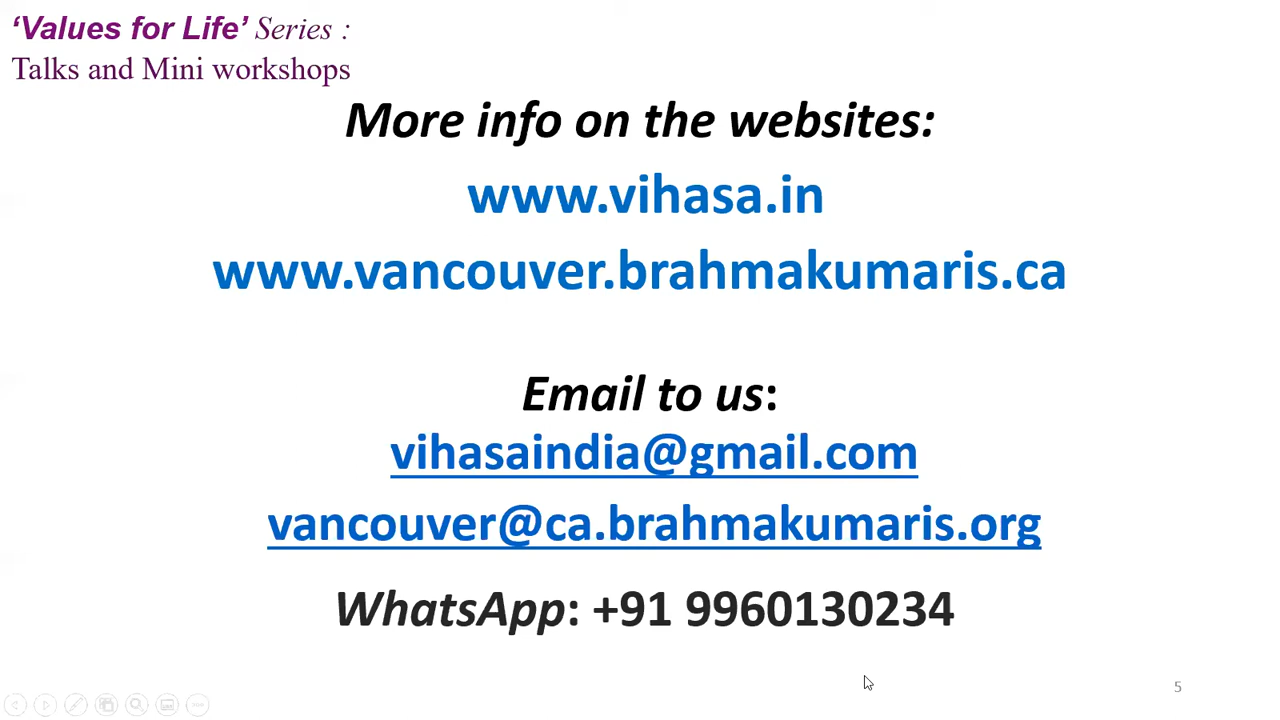 ‘Values for Life’ Series :
Talks and Mini workshops
More info on the websites:
www.vihasa.in
www.vancouver.brahmakumaris.ca
Email to us:
vihasaindia@gmail.com
vancouver@ca.brahmakumaris.org
WhatsApp: +91 9960130234
5